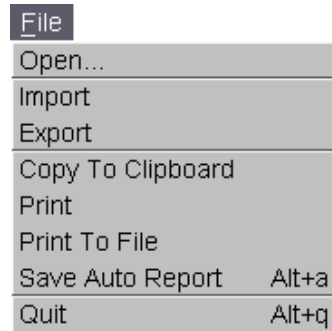 File
Open...
Import
Export
Copy To Clipboard
Print
Print To File
Save Auto Report Alt+a
Quit Alt+q